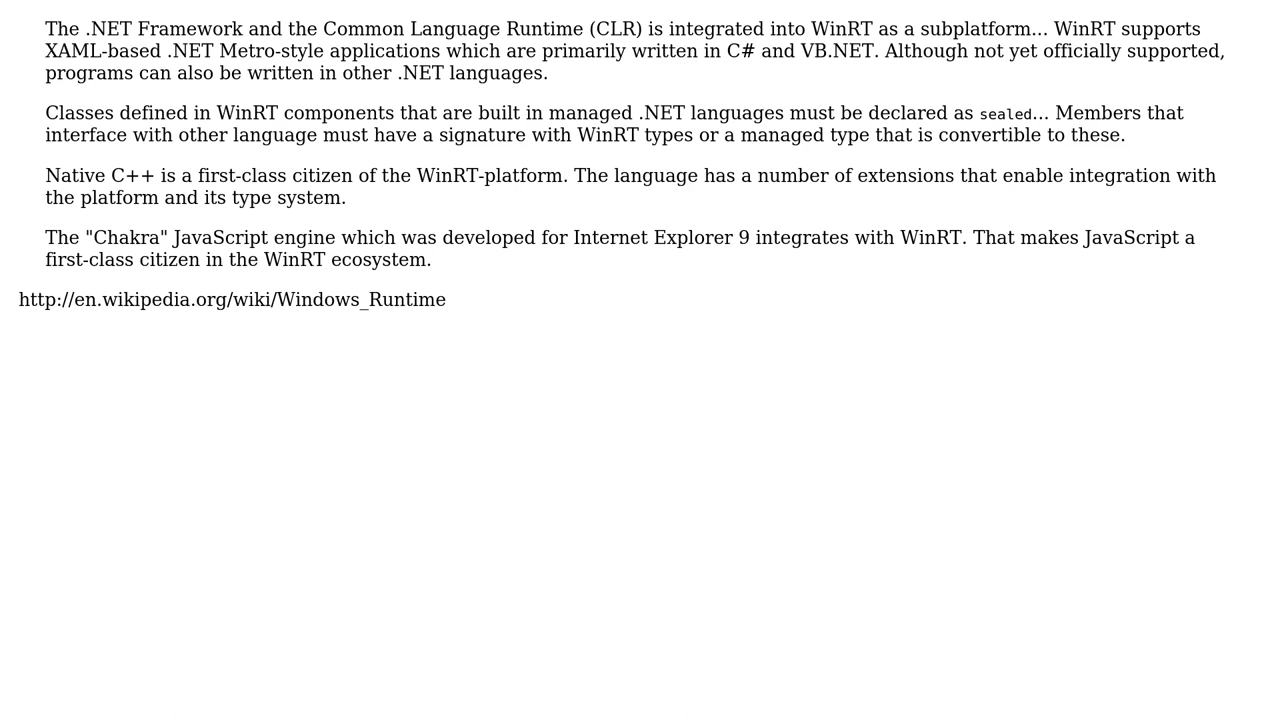 The .NET Framework and the Common Language Runtime (CLR) is integrated into WinRT as a subplatform... WinRT supports
XAML-based .NET Metro-style applications which are primarily written in C# and VB.NET. Although not yet officially supported,
programs can also be written in other .NET languages.
Classes defined in WinRT components that are built in managed .NET languages must be declared as sealed... Members that
interface with other language must have a signature with WinRT types or a managed type that is convertible to these.
Native C++ is a first-class citizen of the WinRT-platform. The language has a number of extensions that enable integration with
the platform and its type system.
The "Chakra" JavaScript engine which was developed for Internet Explorer 9 integrates with WinRT. That makes JavaScript a
first-class citizen in the WinRT ecosystem.
http://en.wikipedia.org/wiki/Windows_Runtime